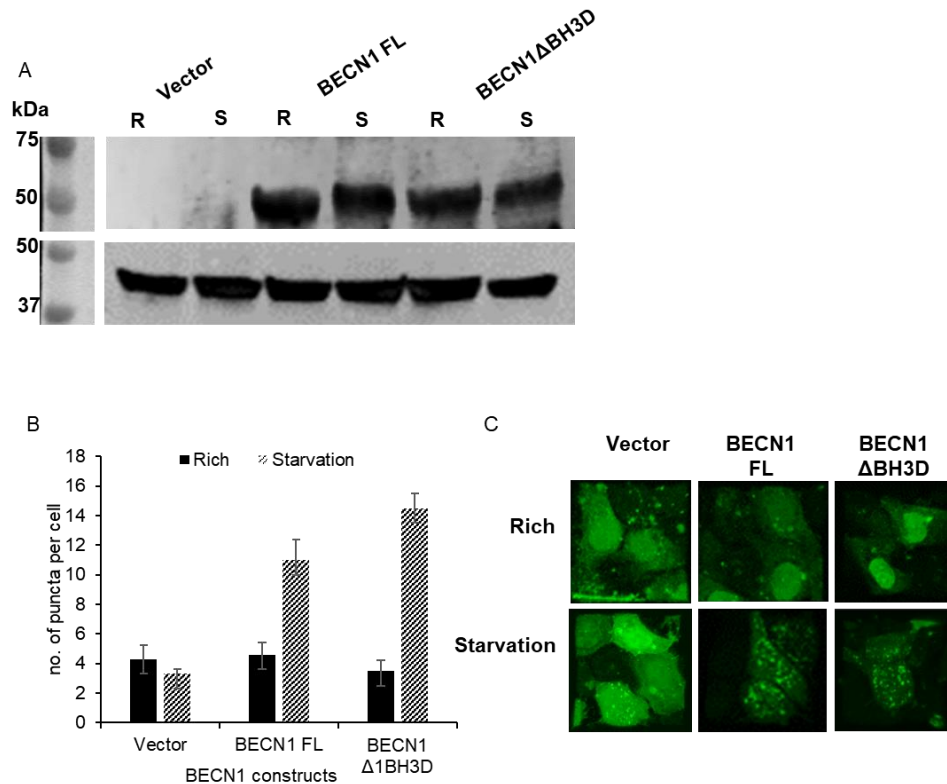 A
kDa
Vector
BECN1 FL
BECN1ΔBH3D
R S R S R S
75
50
50
37
B
18
16
14
12
10
8
6
4
2
0
no. of puncta per cell
Rich
Starvation
Vector
BECN1 FL
BECN1
Δ1BH3D
BECN1 constructs
C
Vector
BECN1
FL
BECN1
ΔBH3D
Rich
Starvation